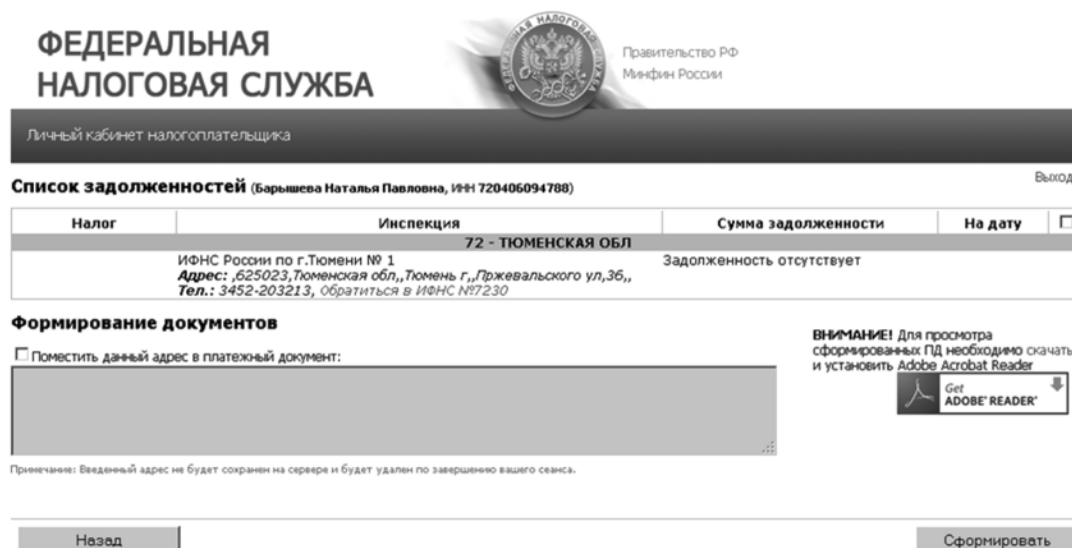 ФЕДЕРАЛЬНАЯ
НАЛОГОВАЯ СЛУЖБА
ФЕДЕРАЛЬНАЯ НАЛОГОВАЯ СЛУЖБА
Правительство РФ
Минфин России
Личный кабинет налогоплательщика
Выход
Список задолженностей (Барышева Наталья Павловна, ИНН 720406094788)
Налог Инспекция Сумма задолженности На дату
72 - ТЮМЕНСКАЯ ОБЛ
ИФНС России по г.Тюмени № 1 Задолженность отсутствует
Адрес: ,625023,Тюменская обл,,Тюмень г,,Пржевальского ул,36,,
Тел.: 3452-203213, Обратиться в ИФНС №7230
Формирование документов
Поместить данный адрес в платежный документ:
ВНИМАНИЕ! Для просмотра
сформированных ПД необходимо скачать
и установить Adobe Acrobat Reader
Get
ADOBE® READER®
Примечание: Введенный адрес не будет сохранен на сервере и будет удален по завершению вашего сеанса.
Назад Сформировать